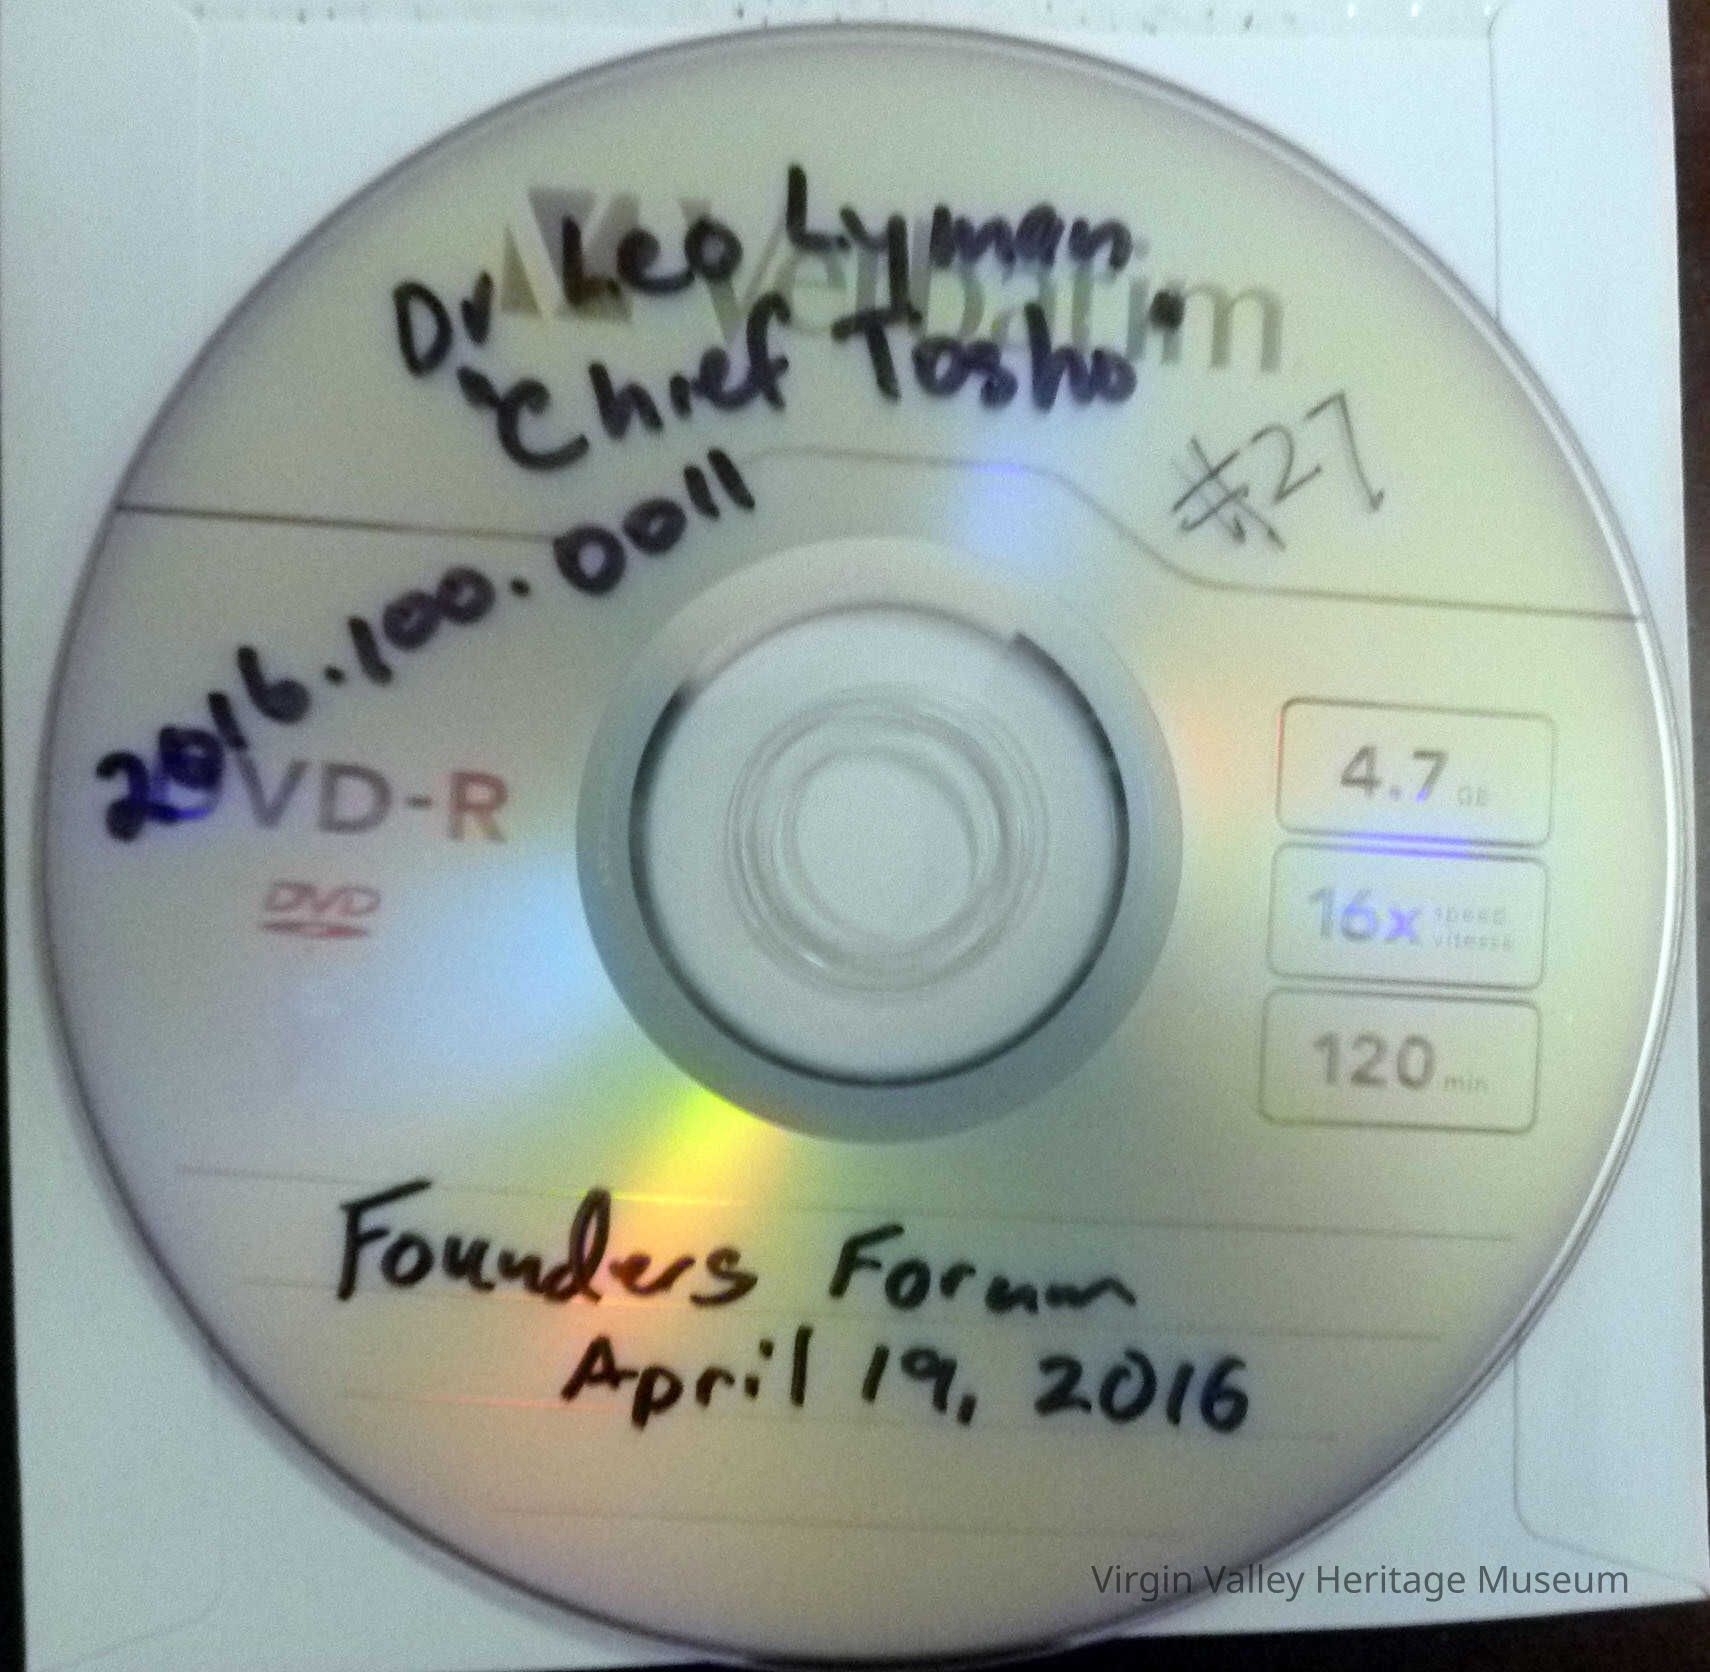 Dr Leo Lyman
Verbatim
"Chief Tosho"
#27
2016.100.0011
DVD-R
DVD
4.7 GB
16x speed vitesse
120 min
Founders Forum
April 19, 2016
Virgin Valley Heritage Museum